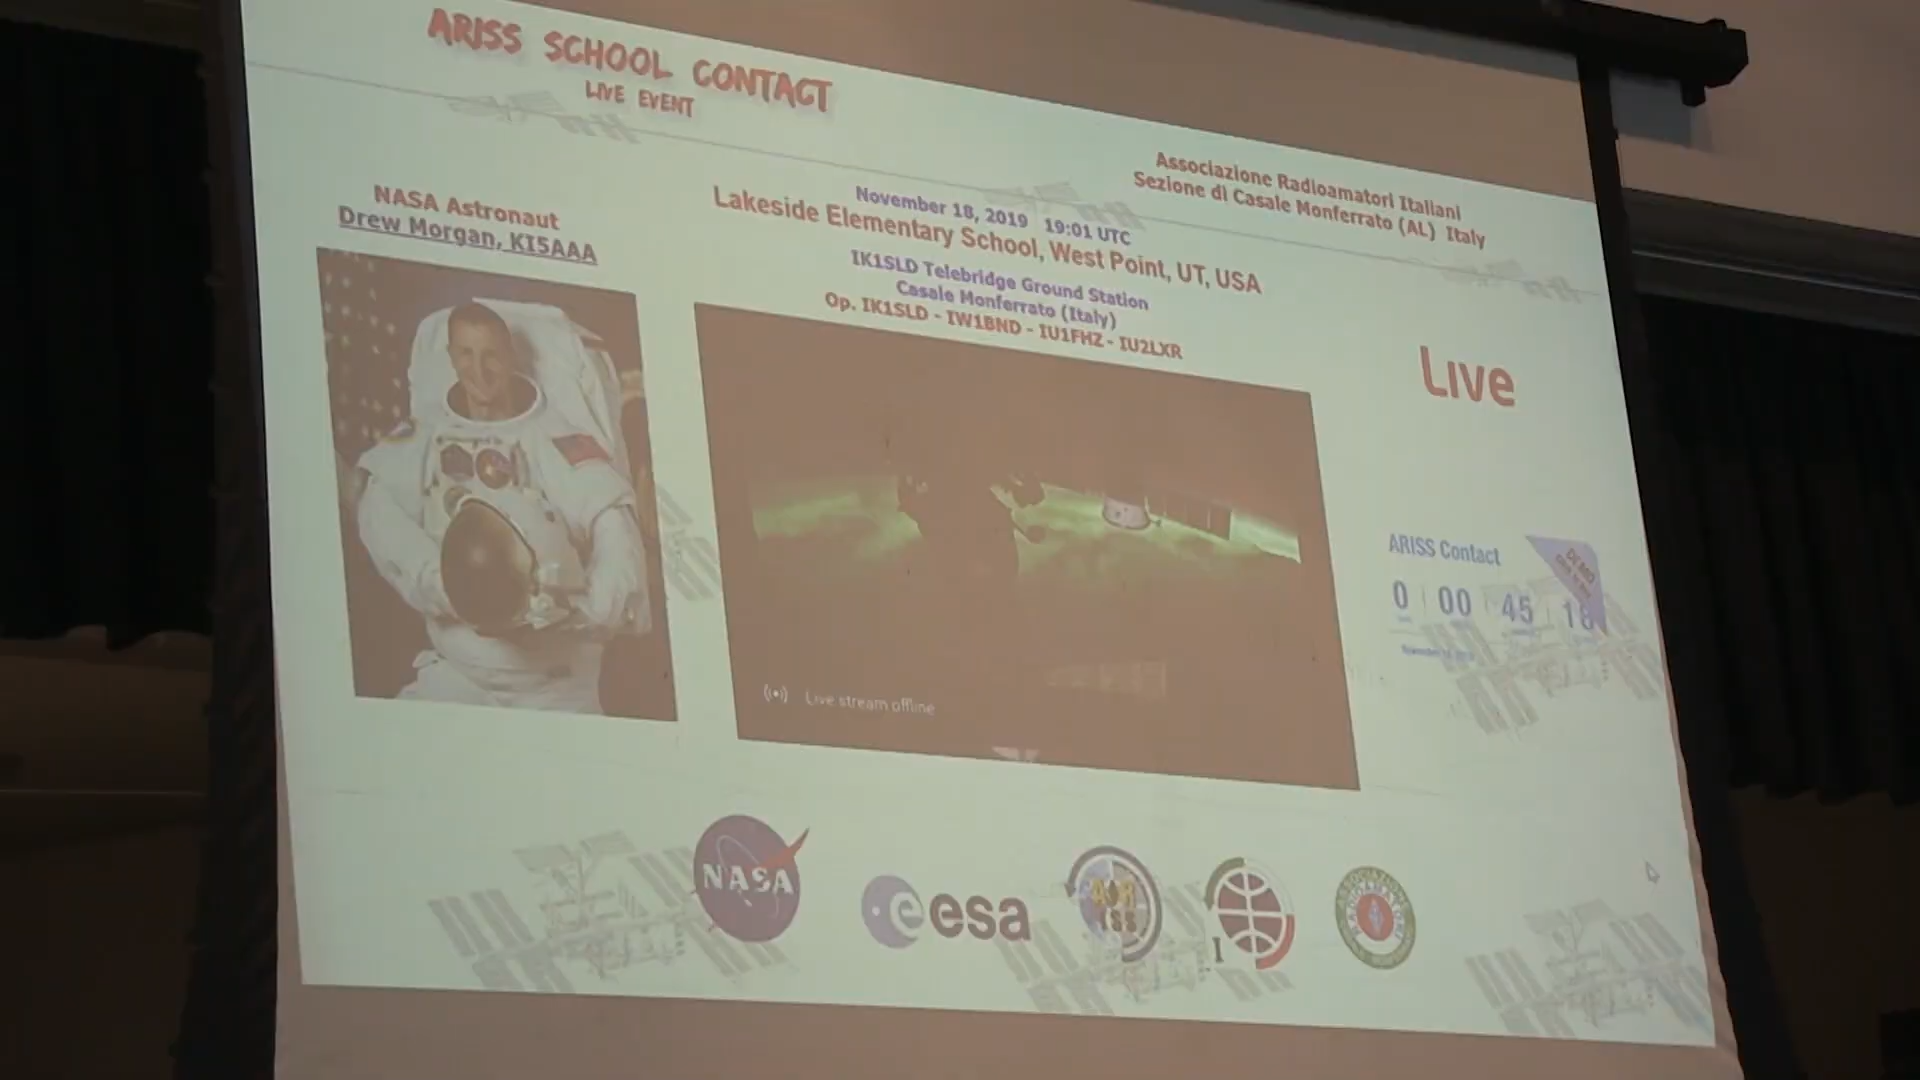 ARISS SCHOOL CONTACT
LIVE EVENT
Associazione Radioamatori Italiani
Sezione di Casale Monferrato (AL) Italy
NASA Astronaut
Drew Morgan, KI5AAA
November 18, 2019 19:01 UTC
Lakeside Elementary School, West Point, UT, USA
IK1SLD Telebridge Ground Station
Casale Monferrato (Italy)
Op. IK1SLD - IW1BND - IU1FHZ - IU2LXR
Live
ARISS Contact
DEMO
0 00 45 18
Live stream offline
NASA
esa
I